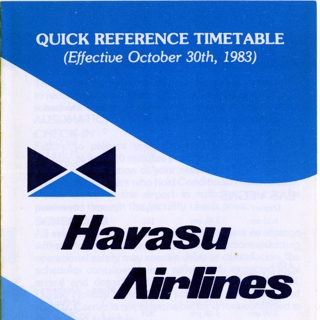 QUICK REFERENCE TIMETABLE
(Effective October 30th, 1983)
Havasu
Airlines